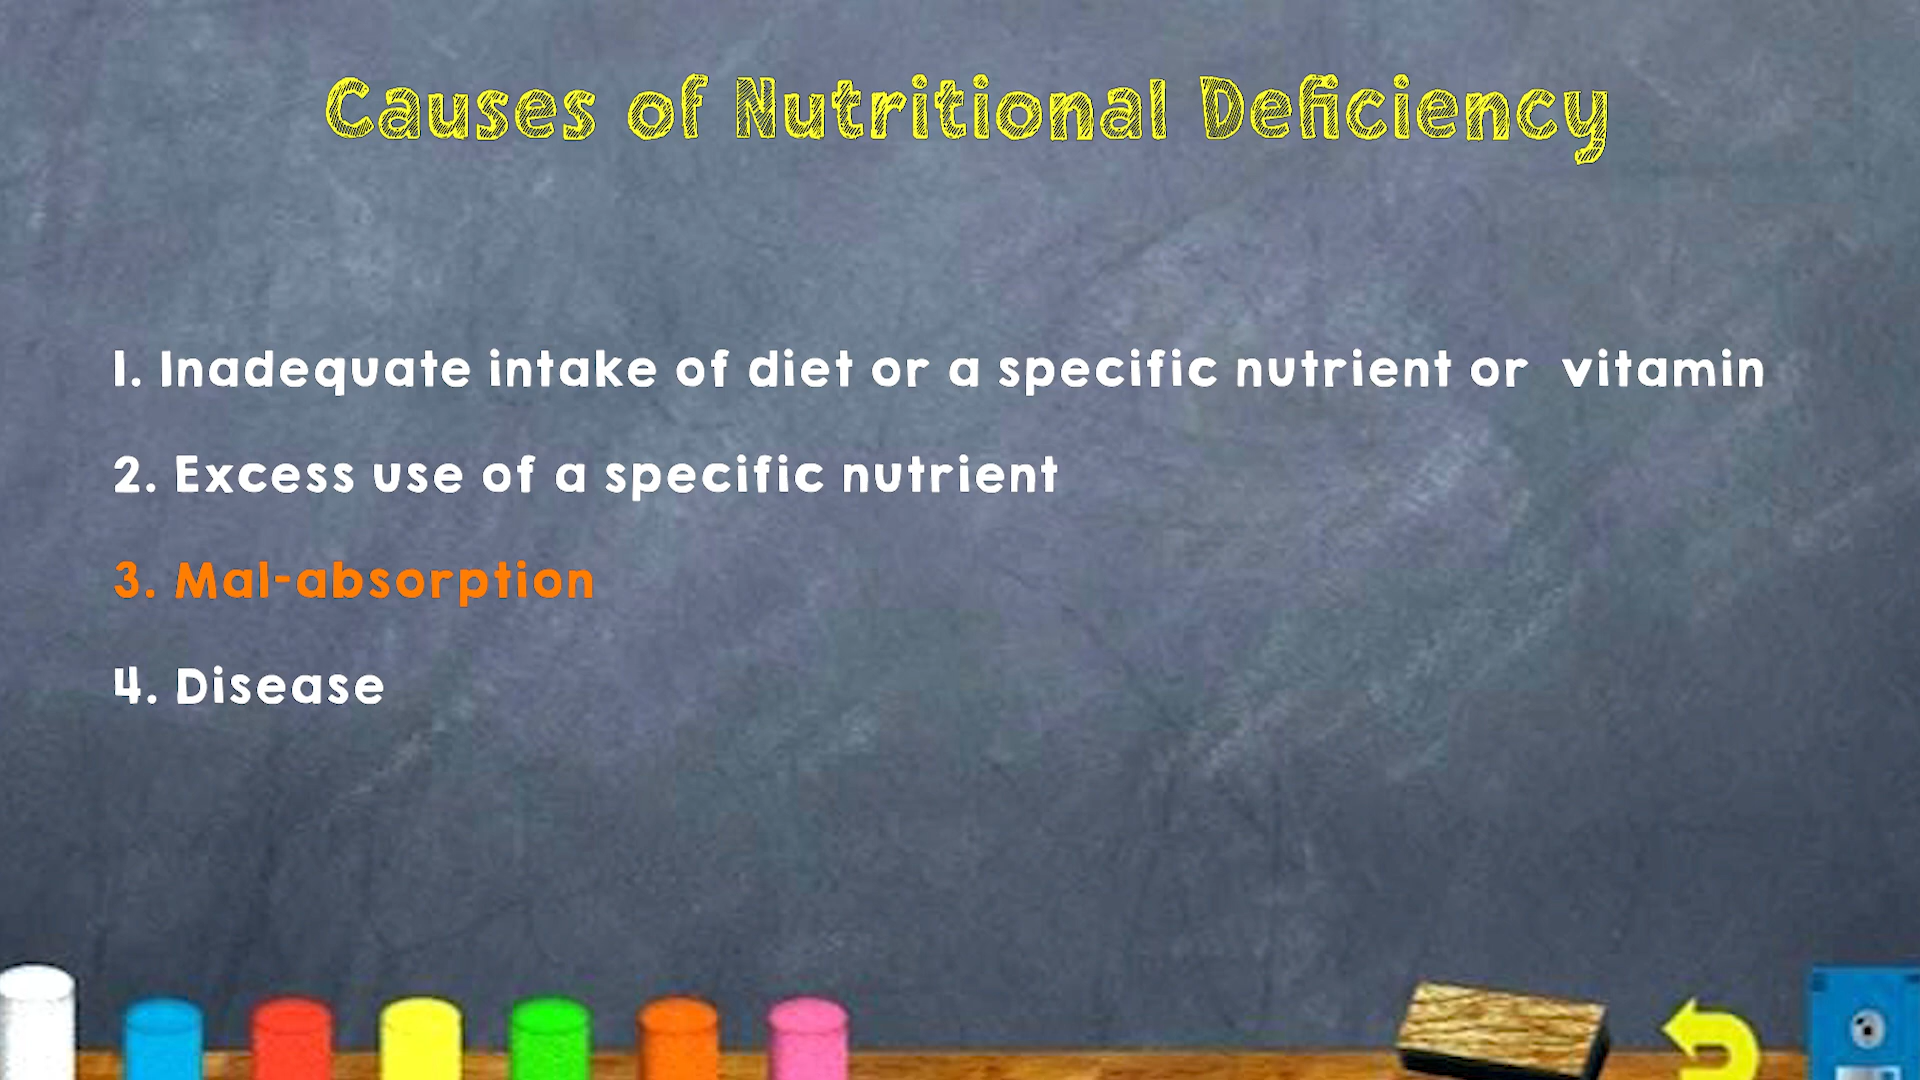 Causes of Nutritional Deficiency
1. Inadequate intake of diet or a specific nutrient or vitamin
2. Excess use of a specific nutrient
3. Mal-absorption
4. Disease